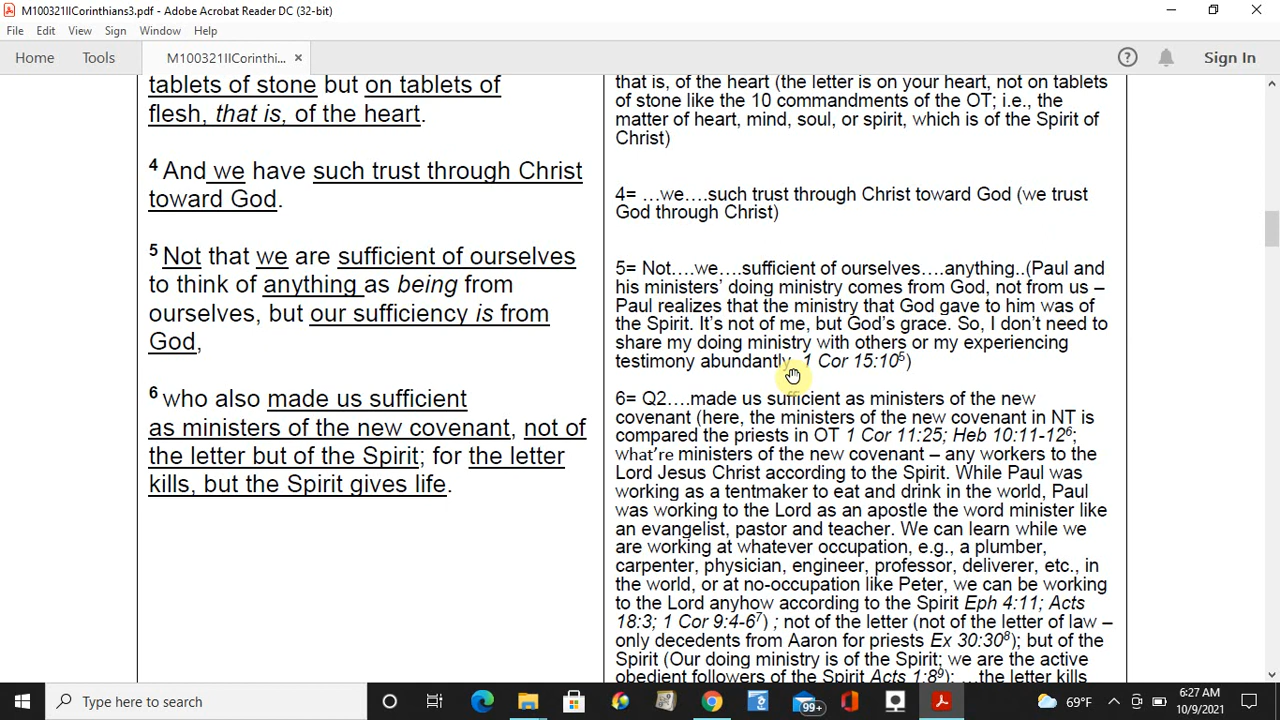 M100321IICorinthians3.pdf - Adobe Acrobat Reader DC (32-bit)
File Edit View Sign Window Help
Home Tools M100321IICorinthi... × Sign In
tablets of stone but on tablets of
flesh, that is, of the heart.
4 And we have such trust through Christ
toward God.
5 Not that we are sufficient of ourselves
to think of anything as being from
ourselves, but our sufficiency is from
God,
6 who also made us sufficient
as ministers of the new covenant, not of
the letter but of the Spirit; for the letter
kills, but the Spirit gives life.
that is, of the heart (the letter is on your heart, not on tablets
of stone like the 10 commandments of the OT; i.e., the
matter of heart, mind, soul, or spirit, which is of the Spirit of
Christ)
4= …we….such trust through Christ toward God (we trust
God through Christ)
5= Not….we….sufficient of ourselves….anything..(Paul and
his ministers’ doing ministry comes from God, not from us –
Paul realizes that the ministry that God gave to him was of
the Spirit. It’s not of me, but God’s grace. So, I don’t need to
share my doing ministry with others or my experiencing
testimony abundantly 1 Cor 15:10⁵)
6= Q2….made us sufficient as ministers of the new
covenant (here, the ministers of the new covenant in NT is
compared the priests in OT 1 Cor 11:25; Heb 10:11-12⁶;
what’re ministers of the new covenant – any workers to the
Lord Jesus Christ according to the Spirit. While Paul was
working as a tentmaker to eat and drink in the world, Paul
was working to the Lord as an apostle the word minister like
an evangelist, pastor and teacher. We can learn while we
are working at whatever occupation, e.g., a plumber,
carpenter, physician, engineer, professor, deliverer, etc., in
the world, or at no-occupation like Peter, we can be working
to the Lord anyhow according to the Spirit Eph 4:11; Acts
18:3; 1 Cor 9:4-6⁷) ; not of the letter (not of the letter of law –
only decedents from Aaron for priests Ex 30:30⁸); but of the
Spirit (Our doing ministry is of the Spirit; we are the active
obedient followers of the Spirit Acts 1:8⁹); …the letter kills
Type here to search
99+
69°F
6:27 AM
10/9/2021